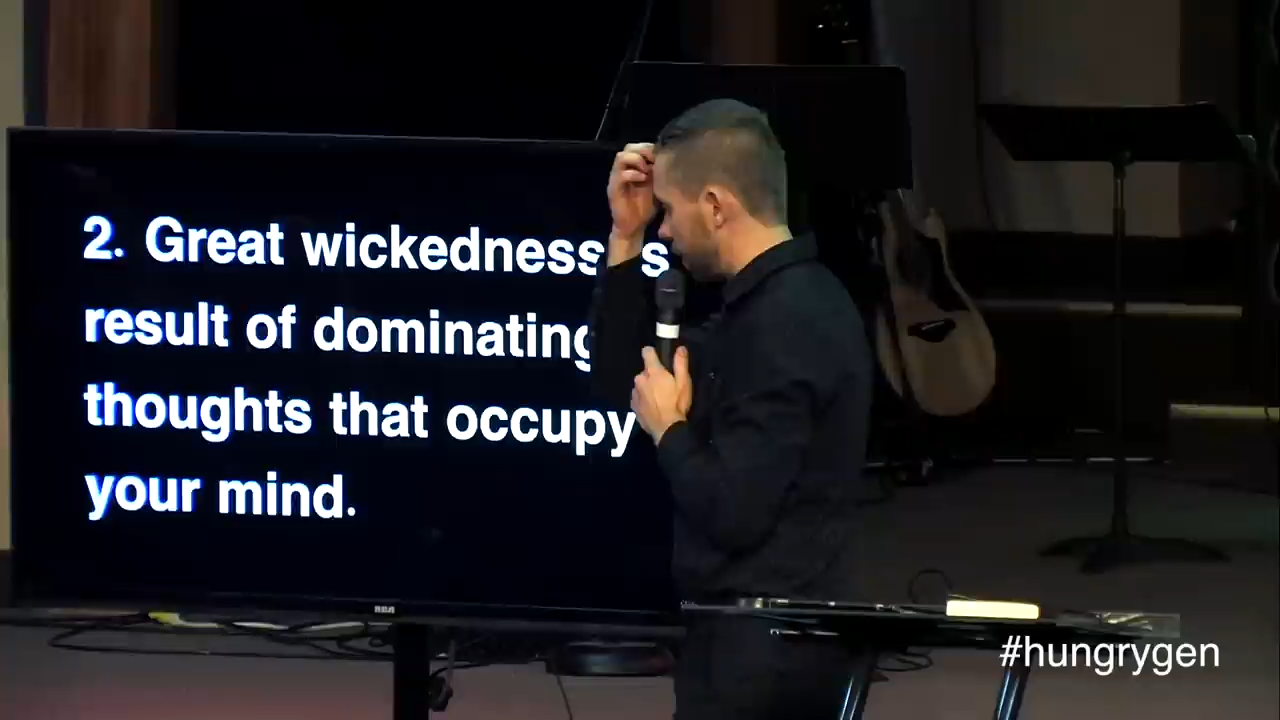 2. Great wickedness s
result of dominating
thoughts that occupy
your mind.
RCA
#hungrygen